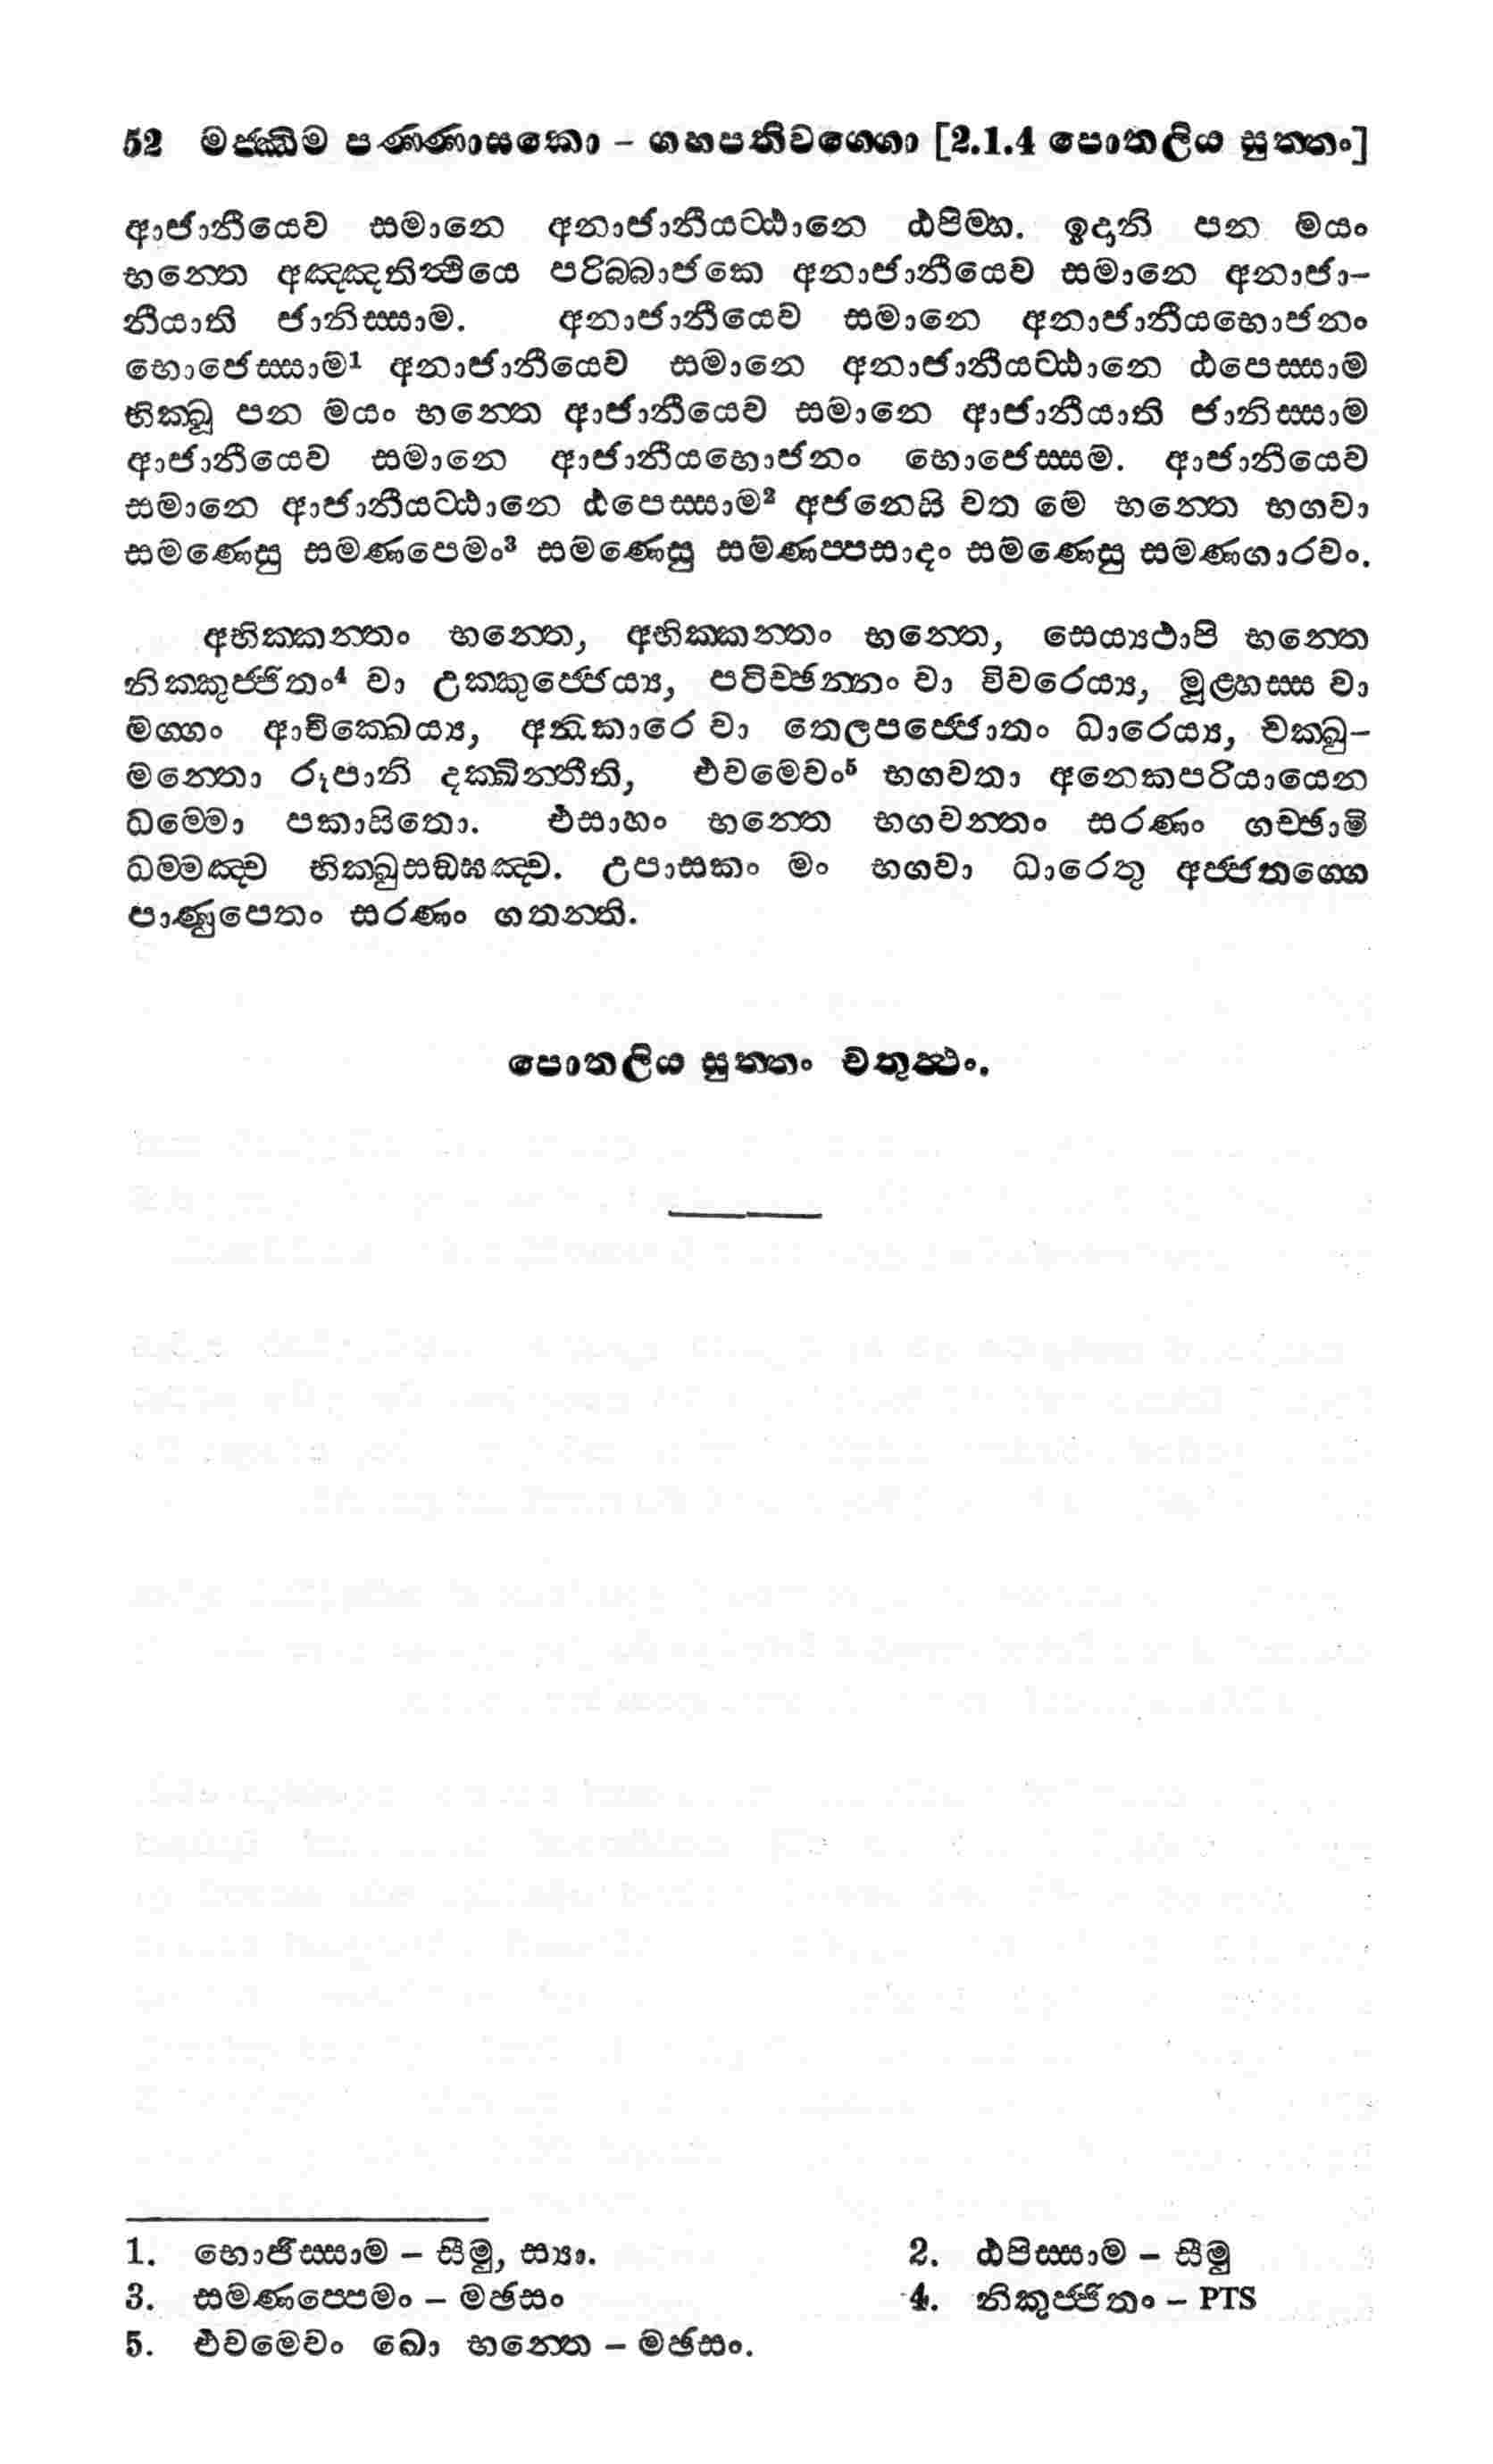 52 මජ්ඣිම පණ්ණාසකො - ගහපතිවග්ගො [2.1.4 පොතලිය සුත්තං]
ආජානීයෙව සමානෙ අනාජානීයට්ඨානෙ ඨපිම්හ. ඉදානි පන මයං
භන්තෙ අඤ්ඤතිත්ථියෙ පරිබ්බාජකෙ අනාජානීයෙව සමානෙ අනාජා-
නීයාති ජානිස්සාම. අනාජානීයෙව සමානෙ අනාජානීයභොජනං
භොජෙස්සාම¹ අනාජානීයෙව සමානෙ අනාජානීයට්ඨානෙ ඨපෙස්සාම
භික්ඛූ පන මයං භන්තෙ ආජානීයෙව සමානෙ ආජානීයාති ජානිස්සාම
ආජානීයෙව සමානෙ ආජානීයභොජනං භොජෙස්සම. ආජානීයෙව
සමානෙ ආජානීයට්ඨානෙ ඨපෙස්සාම² අජනෙසි වත මෙ භන්තෙ භගවා
සමණෙසු සමණපෙමං³ සමණෙසු සමණප්පසාදං සමණෙසු සමණගාරවං.
අභික්කන්තං භන්තෙ, අභික්කන්තං භන්තෙ, සෙය්‍යථාපි භන්තෙ
නික්කුජ්ජිතං⁴ වා උක්කුජ්ජෙය්‍ය, පටිච්ඡන්නං වා විවරෙය්‍ය, මූළ්හස්ස වා
මග්ගං ආචික්ඛෙය්‍ය, අන්ධකාරෙ වා තෙලපජ්ජොතං ධාරෙය්‍ය, චක්ඛු-
මන්තො රූපානි දක්ඛින්තීති, එවමෙවං⁵ භගවතා අනෙකපරියායෙන
ධම්මො පකාසිතො. එසාහං භන්තෙ භගවන්තං සරණං ගච්ඡාමි
ධම්මඤ්ච භික්ඛුසඞ්ඝඤ්ච. උපාසකං මං භගවා ධාරෙතු අජ්ජතග්ගෙ
පාණුපෙතං සරණං ගතන්ති.
පොතලිය සුත්තං චතුත්ථං.
1. භොජිස්සාම - සීමු, ස්‍යා. 2. ඨපිස්සාම - සීමු
3. සමණප්පෙමං - මඡසං 4. නිකුජ්ජිතං - PTS
5. එවමෙවං ඛො භන්තෙ - මඡසං.